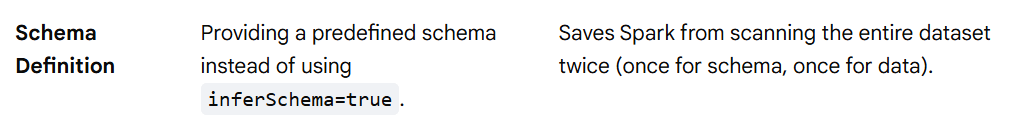 Schema
Definition
Providing a predefined schema
instead of using
inferSchema=true.
Saves Spark from scanning the entire dataset
twice (once for schema, once for data).